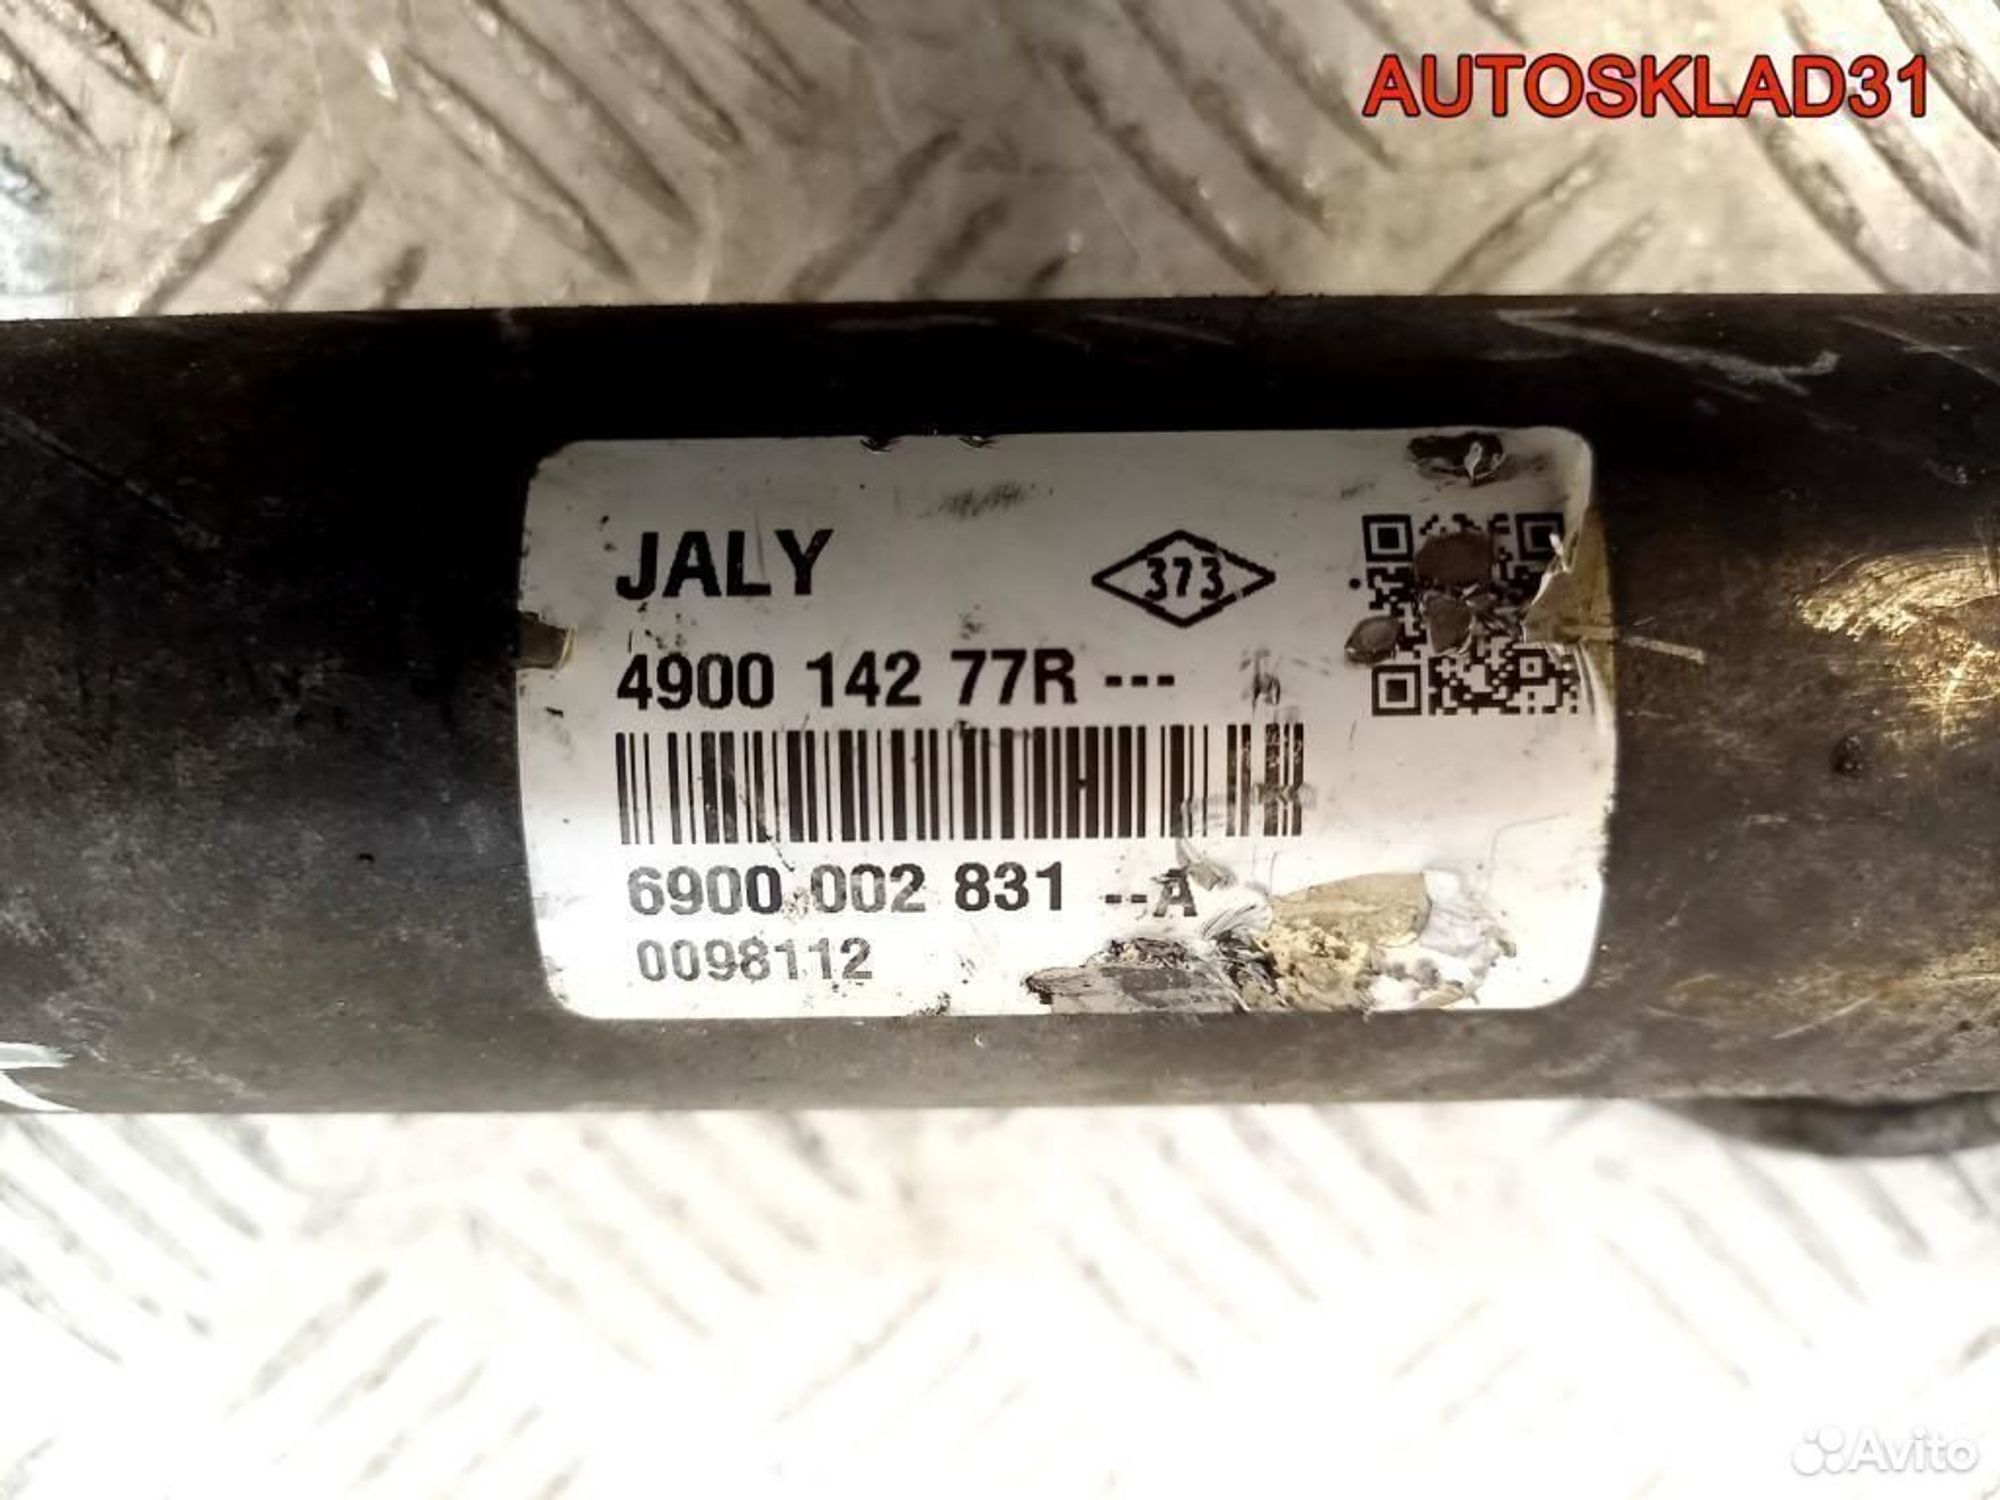 AUTOSKLAD31
JALY
373
4900 142 77R ---
6900 002 831 --A
0098112
Avito